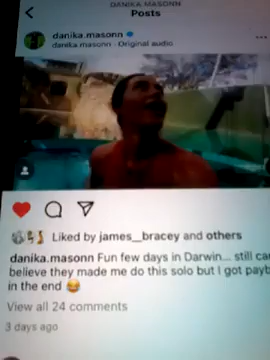 DANIKA MASONN
Posts
danika.masonn
danika.masonn · Original audio
Liked by james__bracey and others
danika.masonn Fun few days in Darwin... still can
believe they made me do this solo but I got payb
in the end 😂
View all 24 comments
3 days ago